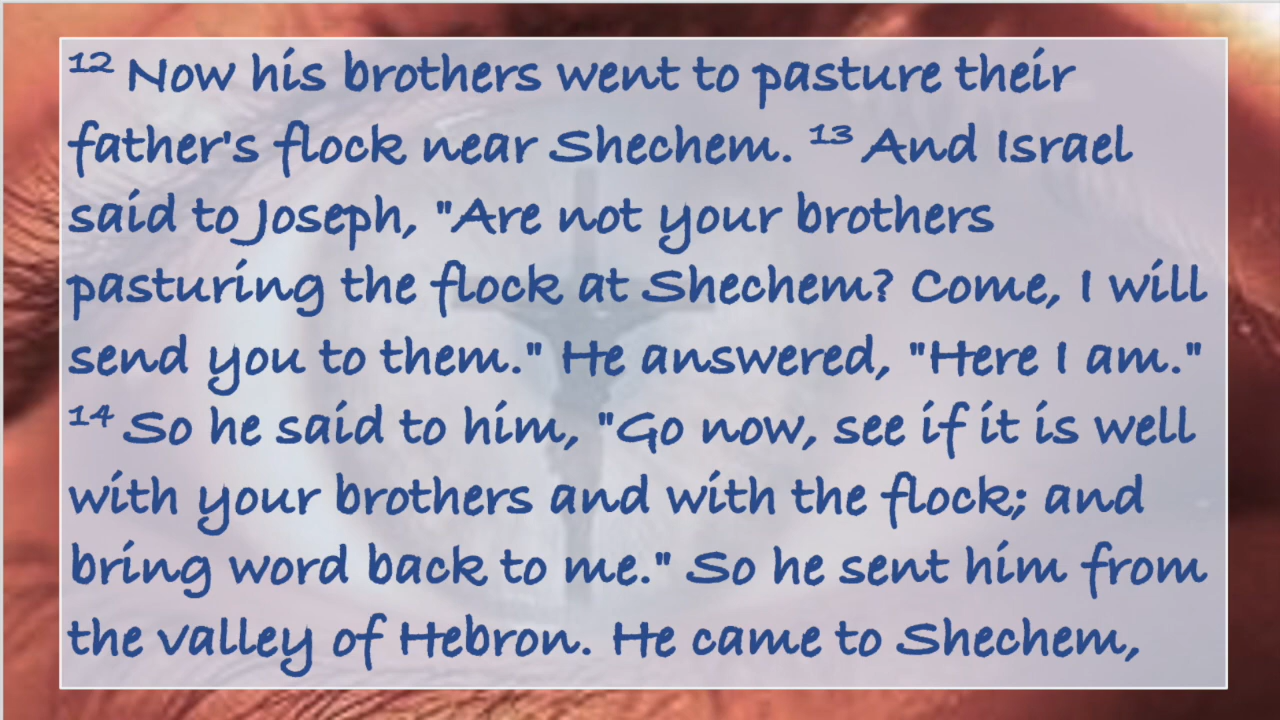 12 Now his brothers went to pasture their
father's flock near Shechem. 13 And Israel
said to Joseph, "Are not your brothers
pasturing the flock at Shechem? Come, I will
send you to them." He answered, "Here I am."
14 So he said to him, "Go now, see if it is well
with your brothers and with the flock; and
bring word back to me." So he sent him from
the valley of Hebron. He came to Shechem,